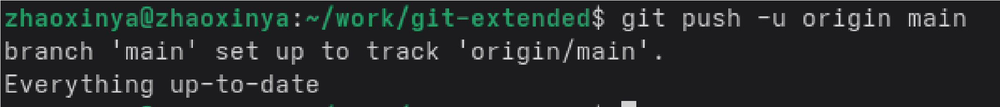 zhaoxinya@zhaoxinya:~/work/git-extended$ git push -u origin main
branch 'main' set up to track 'origin/main'.
Everything up-to-date